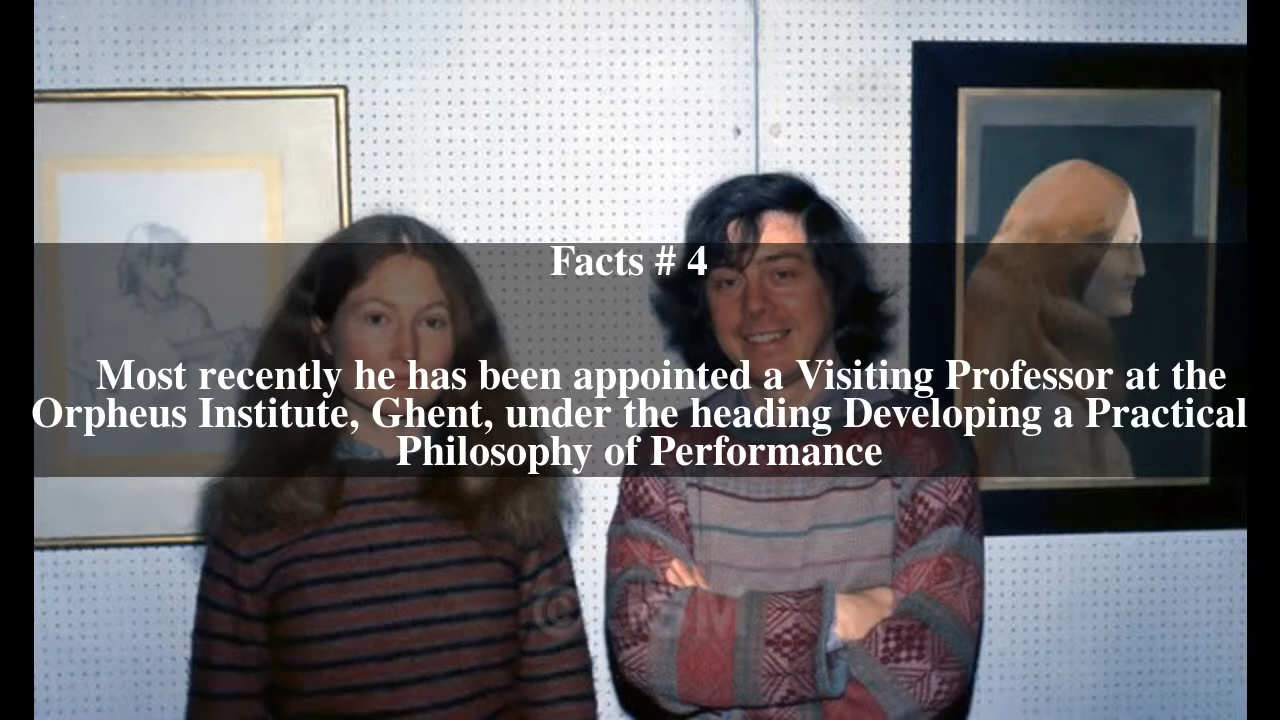 Facts # 4
Most recently he has been appointed a Visiting Professor at the
Orpheus Institute, Ghent, under the heading Developing a Practical
Philosophy of Performance